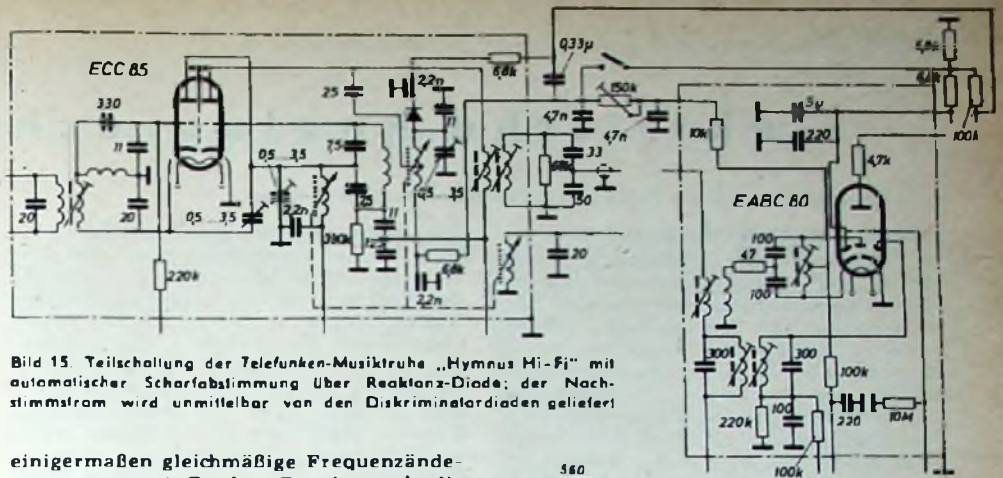 ECC 85
330
11
20
20
220k
0,5 ... 3,5
0,5 ... 3,5
2,2n
25
7,5
25
390k
11
2,2n
11
0,5 ... 3,5
6,8k
2,2n
6,8k
0,33µ
4,7n
150k
4,7n
33
50
20
10k
5µ
220
4,7k
100k
EABC 80
100
47
100
300
300
220k
100
100k
100k
220
10M
Bild 15. Teilschaltung der Telefunken-Musiktruhe „Hymnus Hi-Fi" mit
automatischer Scharfabstimmung über Reaktanz-Diode; der Nach-
stimmstrom wird unmittelbar von den Diskriminatordioden geliefert
einigermaßen gleichmäßige Frequenzände-
560